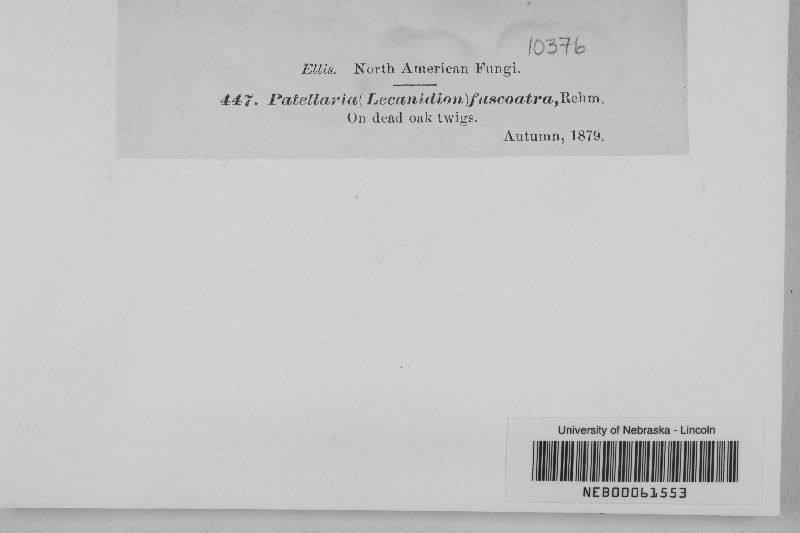 10376
Ellis. North American Fungi.
447. Patellaria (Lecanidion) fuscoatra, Rehm.
On dead oak twigs.
Autumn, 1879.
University of Nebraska - Lincoln
NEB00061553